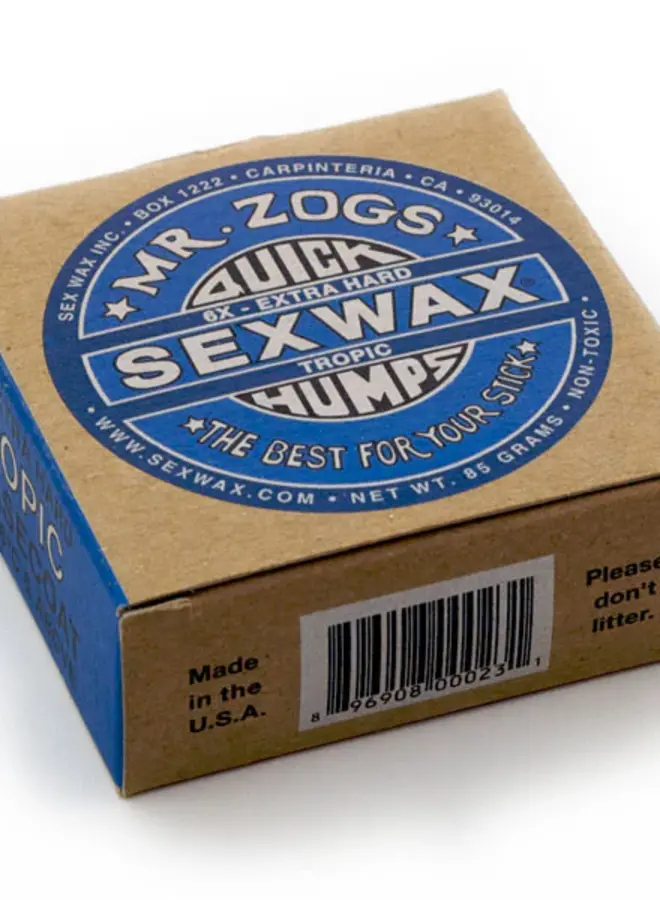 SEX WAX INC. • BOX 1222 • CARPINTERIA • CA • 93014
MR. ZOGS
QUICK
6X - EXTRA HARD
SEXWAX®
TROPIC
HUMPS
THE BEST FOR YOUR STICK
• WWW.SEXWAX.COM • NET WT. 85 GRAMS • NON-TOXIC •
OPIC
Made
in the
U.S.A.
8 96908 00023 1
Please
don't
litter.